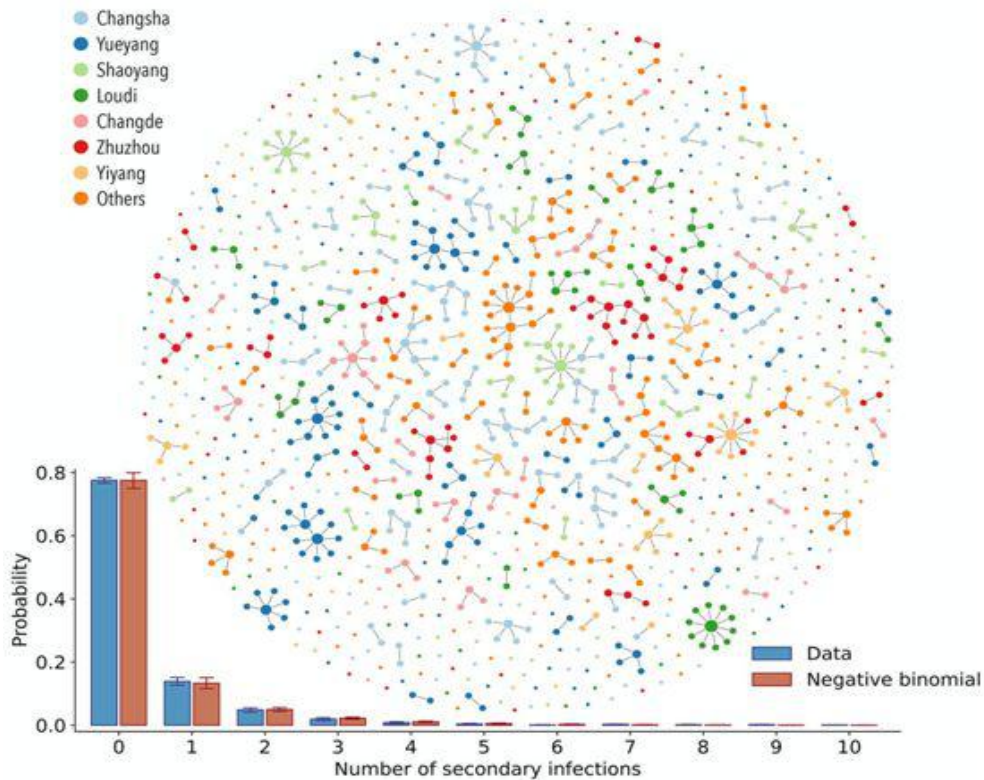 Changsha
Yueyang
Shaoyang
Loudi
Changde
Zhuzhou
Yiyang
Others
0.8
0.6
0.4
0.2
0.0
Probability
Data
Negative binomial
0 1 2 3 4 5 6 7 8 9 10
Number of secondary infections